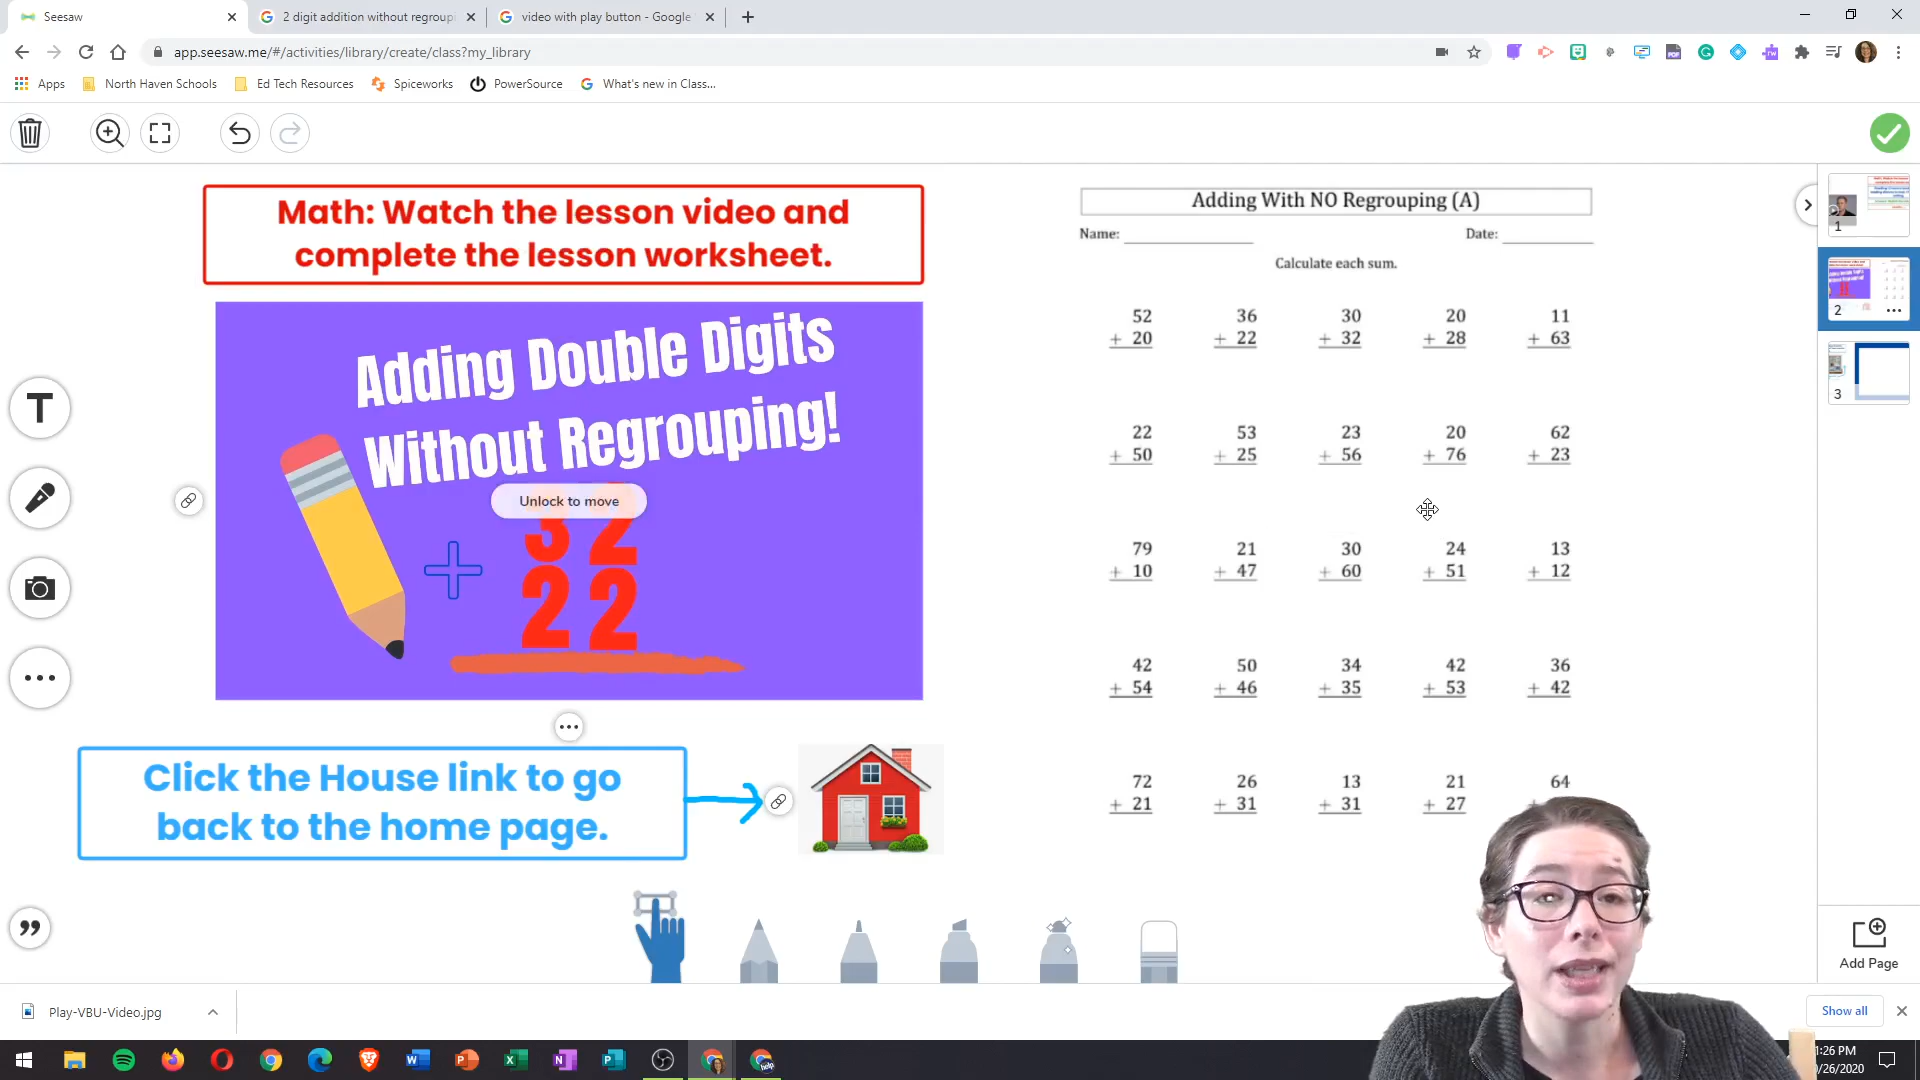 Seesaw
2 digit addition without regroup
video with play button - Google
app.seesaw.me/#/activities/library/create/class?my_library
Apps
North Haven Schools
Ed Tech Resources
Spiceworks
PowerSource
What's new in Class...
Math: Watch the lesson video and
complete the lesson worksheet.
Adding Double Digits
Without Regrouping!
Unlock to move
32
+ 22
Click the House link to go
back to the home page.
Adding With NO Regrouping (A)
Name: Date:
Calculate each sum.
52 36 30 20 11
+ 20 + 22 + 32 + 28 + 63
22 53 23 20 62
+ 50 + 25 + 56 + 76 + 23
79 21 30 24 13
+ 10 + 47 + 60 + 51 + 12
42 50 34 42 36
+ 54 + 46 + 35 + 53 + 42
72 26 13 21 64
+ 21 + 31 + 31 + 27
1
2
3
Add Page
Play-VBU-Video.jpg
Show all
1:26 PM
/26/2020